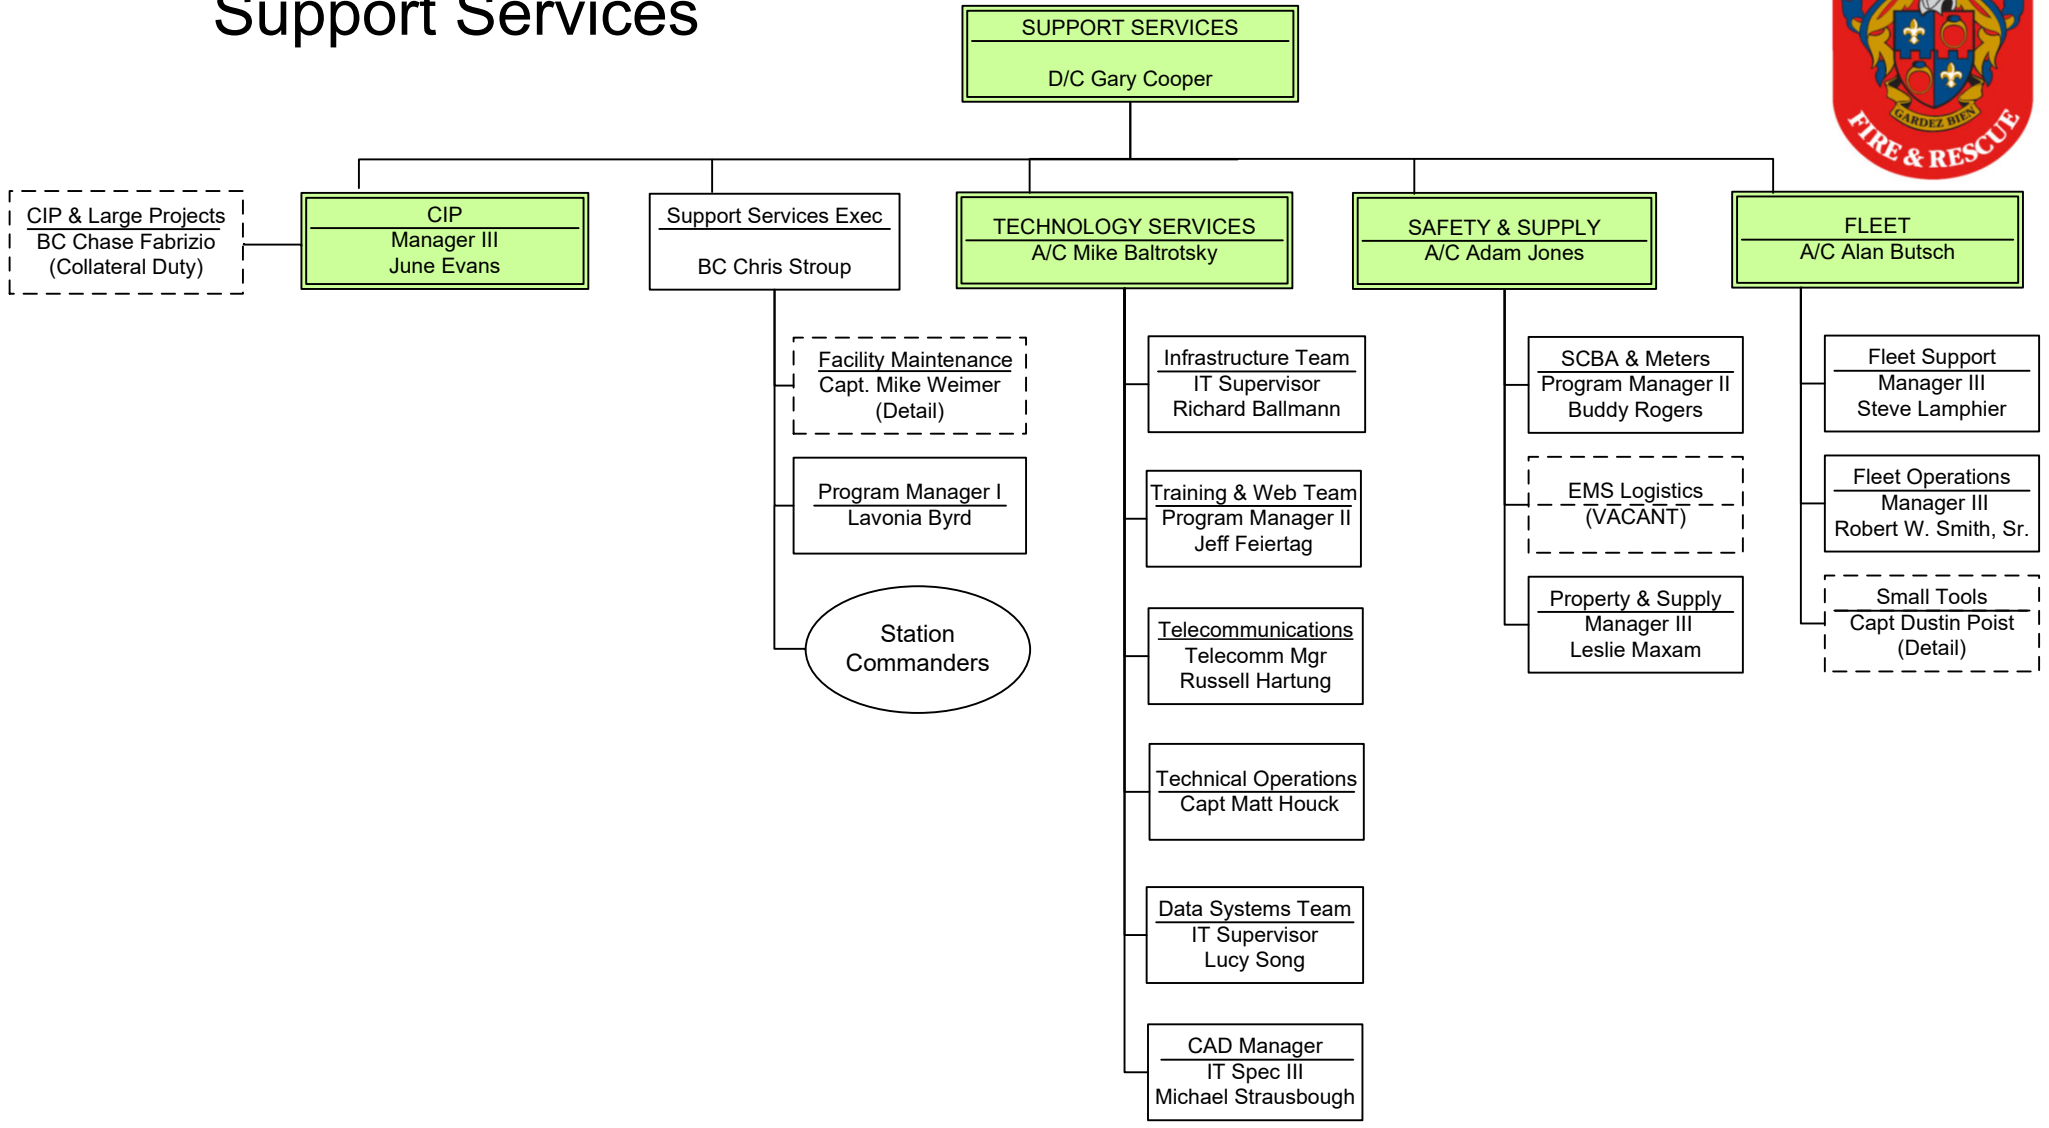 Support Services
SUPPORT SERVICES
D/C Gary Cooper
GARDEZ BIEN
FIRE & RESCUE
CIP & Large Projects
BC Chase Fabrizio
(Collateral Duty)
CIP
Manager III
June Evans
Support Services Exec
BC Chris Stroup
TECHNOLOGY SERVICES
A/C Mike Baltrotsky
SAFETY & SUPPLY
A/C Adam Jones
FLEET
A/C Alan Butsch
Facility Maintenance
Capt. Mike Weimer
(Detail)
Program Manager I
Lavonia Byrd
Station
Commanders
Infrastructure Team
IT Supervisor
Richard Ballmann
Training & Web Team
Program Manager II
Jeff Feiertag
Telecommunications
Telecomm Mgr
Russell Hartung
Technical Operations
Capt Matt Houck
Data Systems Team
IT Supervisor
Lucy Song
CAD Manager
IT Spec III
Michael Strausbough
SCBA & Meters
Program Manager II
Buddy Rogers
EMS Logistics
(VACANT)
Property & Supply
Manager III
Leslie Maxam
Fleet Support
Manager III
Steve Lamphier
Fleet Operations
Manager III
Robert W. Smith, Sr.
Small Tools
Capt Dustin Poist
(Detail)